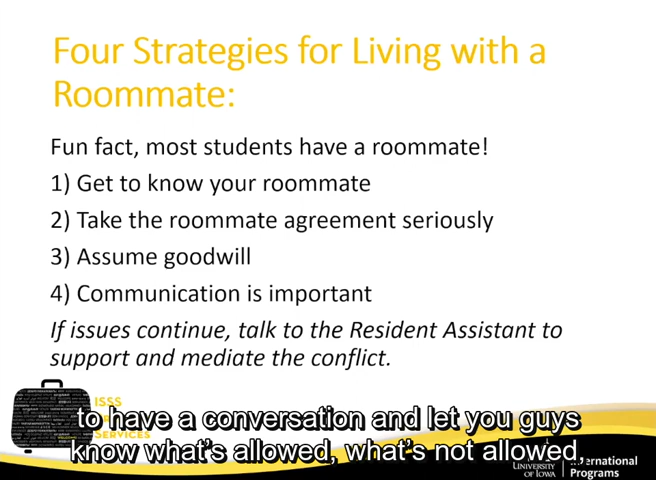 Four Strategies for Living with a
Roommate:
Fun fact, most students have a roommate!
1) Get to know your roommate
2) Take the roommate agreement seriously
3) Assume goodwill
4) Communication is important
If issues continue, talk to the Resident Assistant to
support and mediate the conflict.
ISSS
SERVICES
to have a conversation and let you guys
know what's allowed, what's not allowed,
UNIVERSITY
OF IOWA
International
Programs